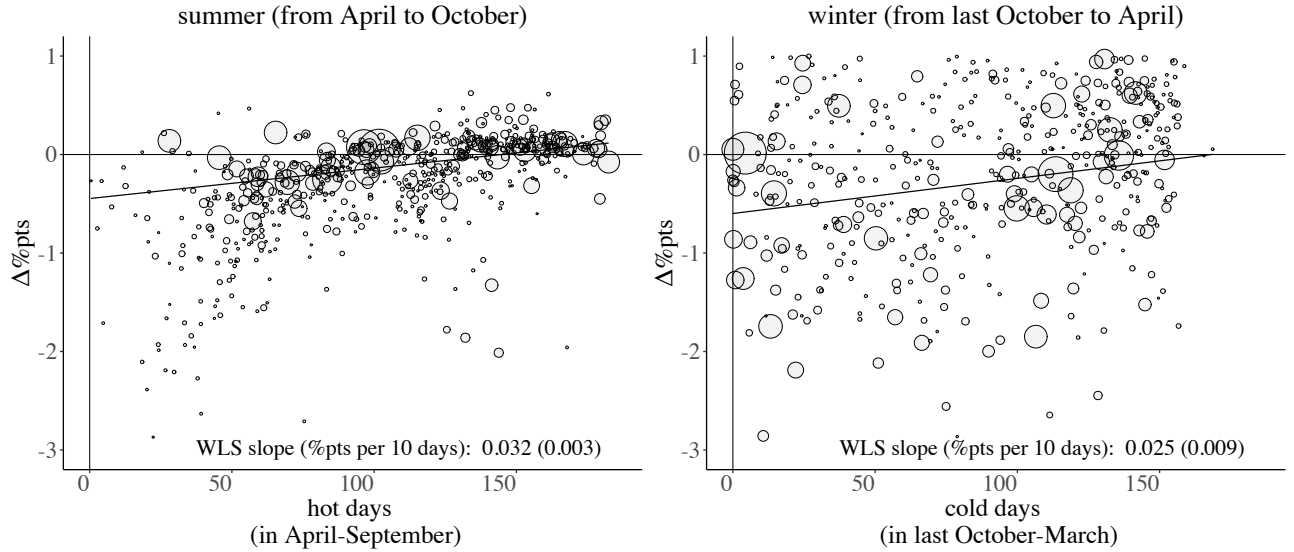 summer (from April to October)
1
0
-1
-2
-3
Δ%pts
WLS slope (%pts per 10 days): 0.032 (0.003)
0 50 100 150
hot days
(in April-September)
winter (from last October to April)
1
0
-1
-2
-3
Δ%pts
WLS slope (%pts per 10 days): 0.025 (0.009)
0 50 100 150
cold days
(in last October-March)